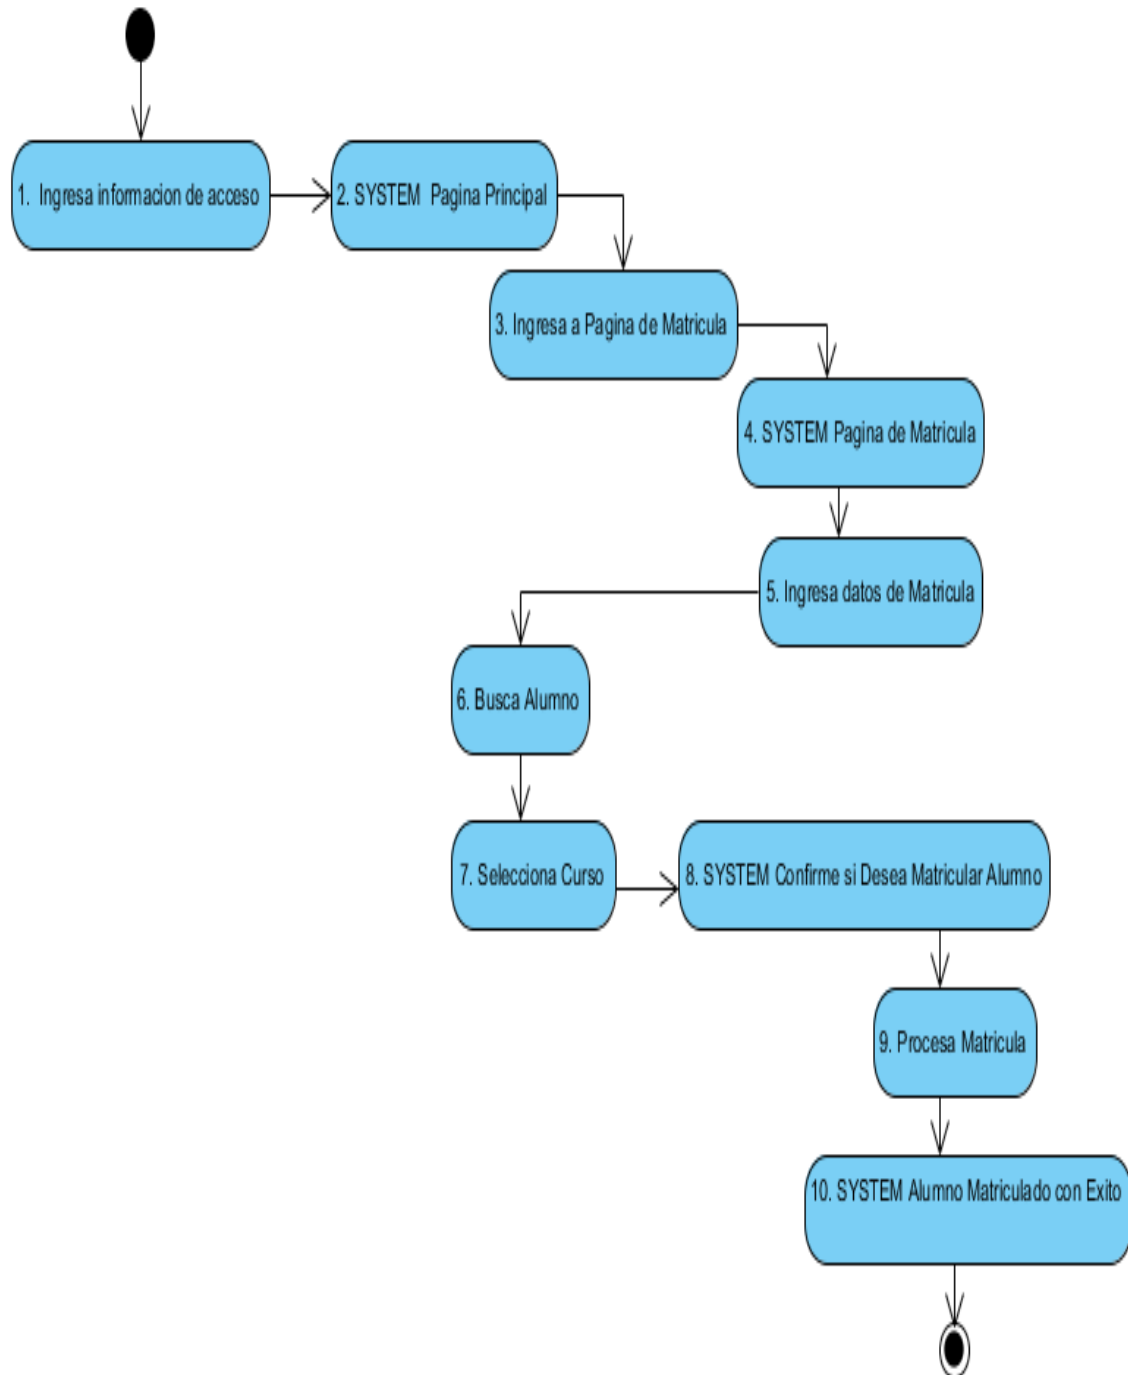 1. Ingresa informacion de acceso
2. SYSTEM Pagina Principal
3. Ingresa a Pagina de Matricula
4. SYSTEM Pagina de Matricula
5. Ingresa datos de Matricula
6. Busca Alumno
7. Selecciona Curso
8. SYSTEM Confirme si Desea Matricular Alumno
9. Procesa Matricula
10. SYSTEM Alumno Matriculado con Exito